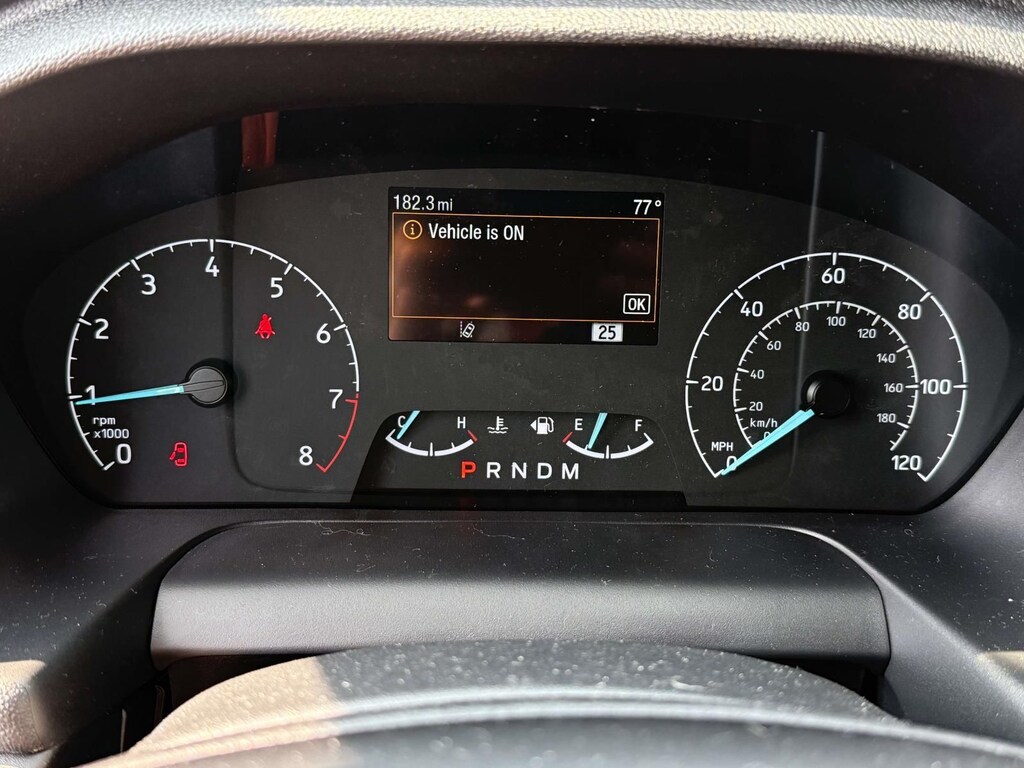 182.3 mi 77°
Vehicle is ON
OK
25
0 1 2 3 4 5 6 7 8
rpm
x1000
C H E F
P R N D M
0 20 40 60 80 100 120
MPH
0 20 40 60 80 100 120 140 160 180
km/h